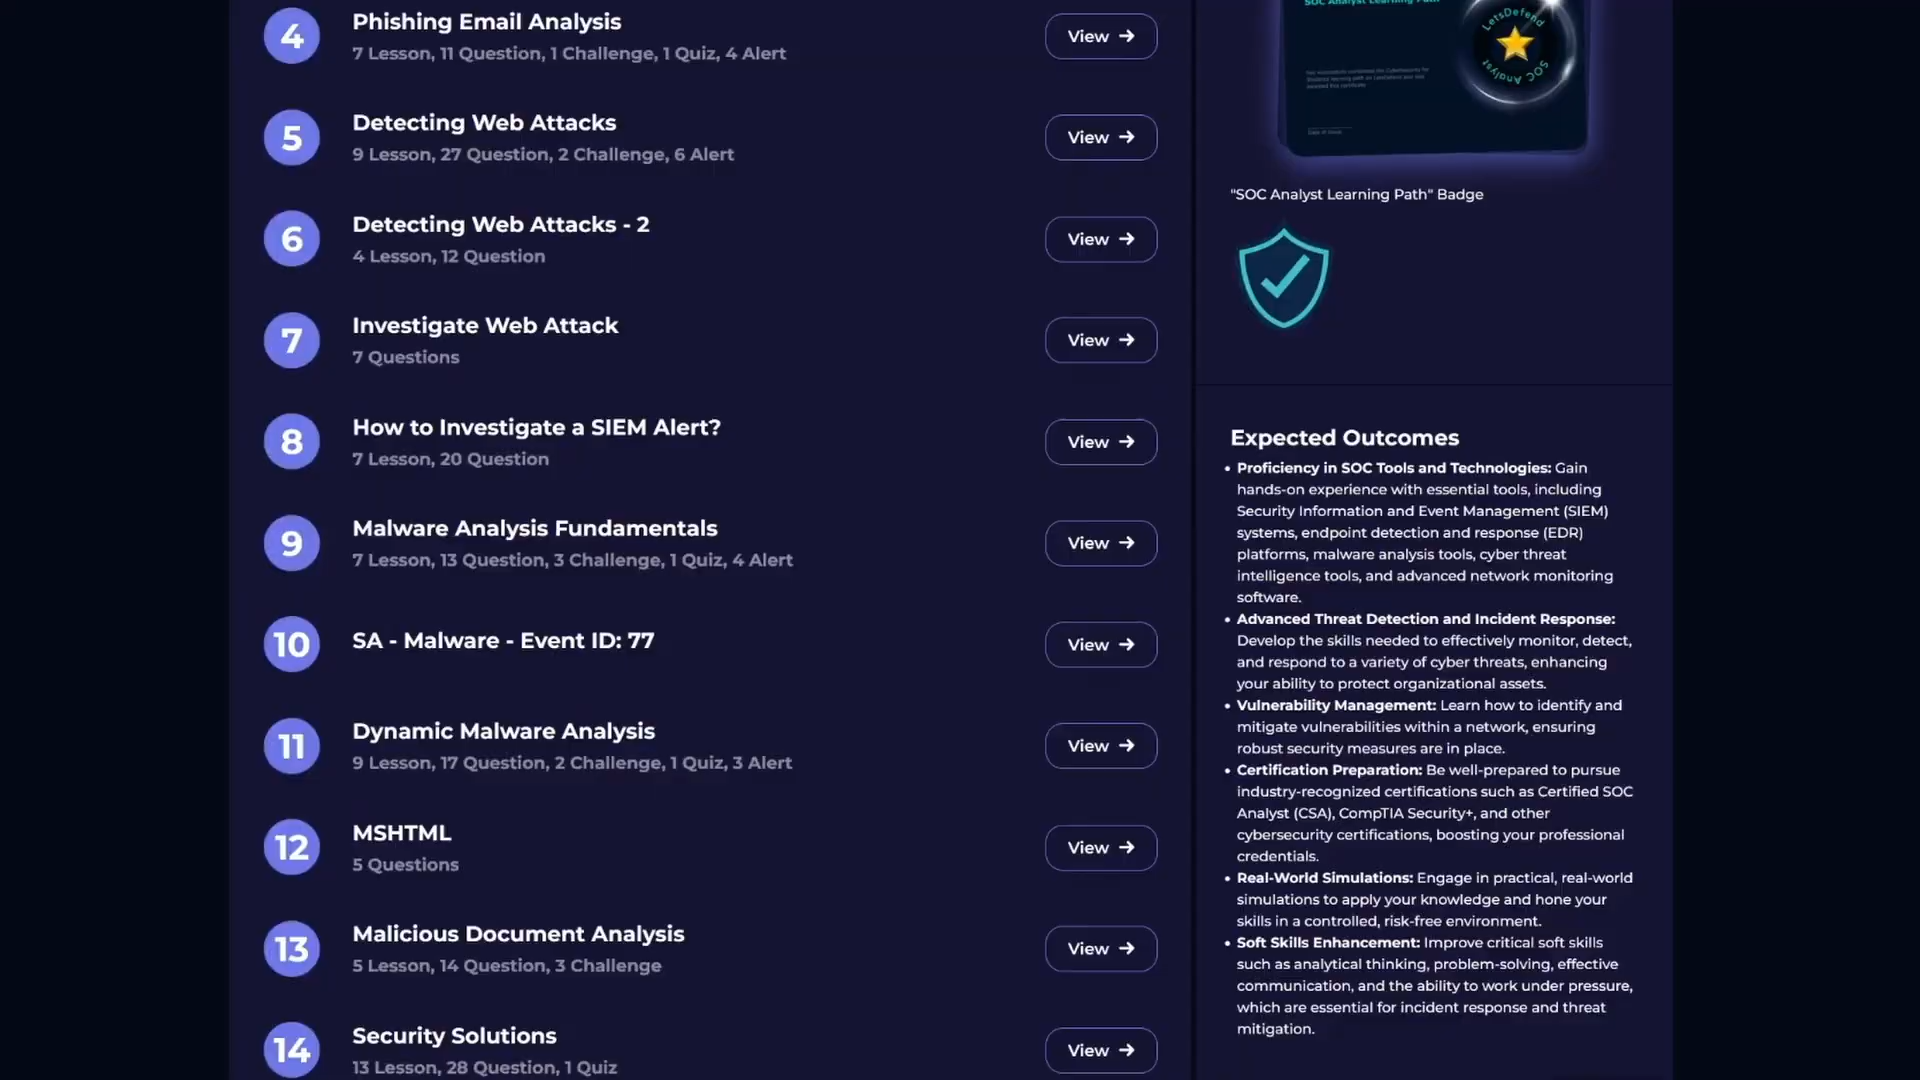 4
Phishing Email Analysis
7 Lesson, 11 Question, 1 Challenge, 1 Quiz, 4 Alert
View →
5
Detecting Web Attacks
9 Lesson, 27 Question, 2 Challenge, 6 Alert
View →
6
Detecting Web Attacks - 2
4 Lesson, 12 Question
View →
7
Investigate Web Attack
7 Questions
View →
8
How to Investigate a SIEM Alert?
7 Lesson, 20 Question
View →
9
Malware Analysis Fundamentals
7 Lesson, 13 Question, 3 Challenge, 1 Quiz, 4 Alert
View →
10
SA - Malware - Event ID: 77
View →
11
Dynamic Malware Analysis
9 Lesson, 17 Question, 2 Challenge, 1 Quiz, 3 Alert
View →
12
MSHTML
5 Questions
View →
13
Malicious Document Analysis
5 Lesson, 14 Question, 3 Challenge
View →
14
Security Solutions
13 Lesson, 28 Question, 1 Quiz
View →
SOC Analyst Learning Path
LetsDefend
SOC Analyst
"SOC Analyst Learning Path" Badge
Expected Outcomes
• Proficiency in SOC Tools and Technologies: Gain
hands-on experience with essential tools, including
Security Information and Event Management (SIEM)
systems, endpoint detection and response (EDR)
platforms, malware analysis tools, cyber threat
intelligence tools, and advanced network monitoring
software.
• Advanced Threat Detection and Incident Response:
Develop the skills needed to effectively monitor, detect,
and respond to a variety of cyber threats, enhancing
your ability to protect organizational assets.
• Vulnerability Management: Learn how to identify and
mitigate vulnerabilities within a network, ensuring
robust security measures are in place.
• Certification Preparation: Be well-prepared to pursue
industry-recognized certifications such as Certified SOC
Analyst (CSA), CompTIA Security+, and other
cybersecurity certifications, boosting your professional
credentials.
• Real-World Simulations: Engage in practical, real-world
simulations to apply your knowledge and hone your
skills in a controlled, risk-free environment.
• Soft Skills Enhancement: Improve critical soft skills
such as analytical thinking, problem-solving, effective
communication, and the ability to work under pressure,
which are essential for incident response and threat
mitigation.